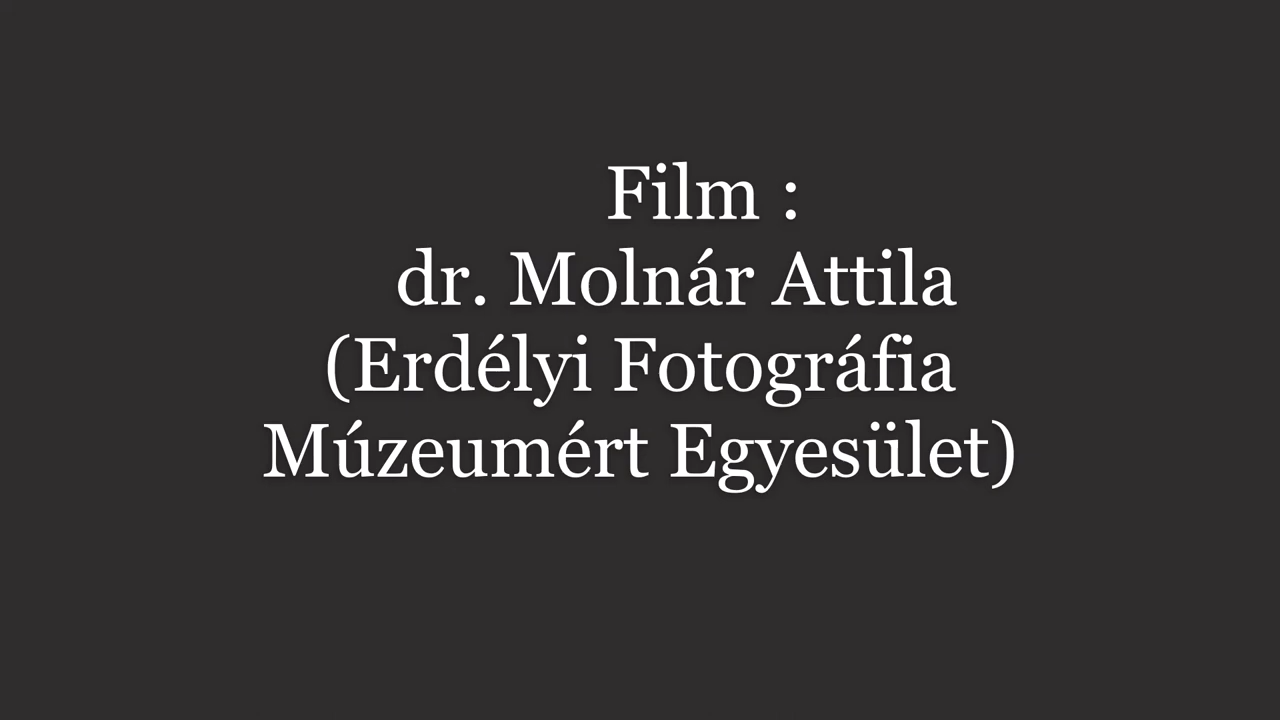 Film :
dr. Molnár Attila
(Erdélyi Fotográfia
Múzeumért Egyesület)